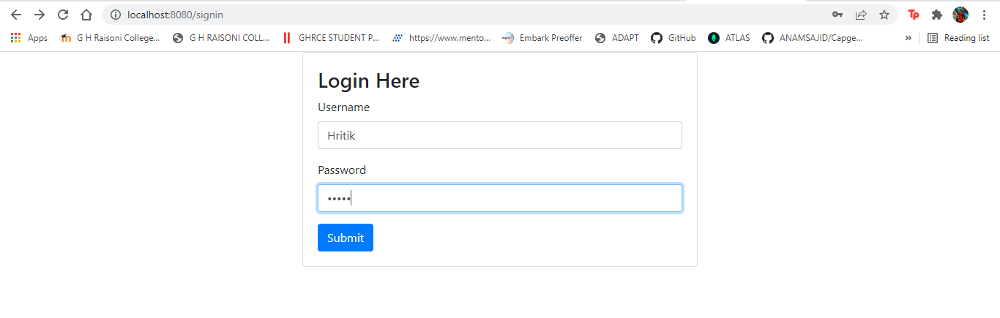 localhost:8080/signin
Apps G H Raisoni College... G H RAISONI COLL... GHRCE STUDENT P... https://www.mento... Embark Preoffer ADAPT GitHub ATLAS ANAMSAJID/Capge... » Reading list
Login Here
Username
Hritik
Password
•••••
Submit